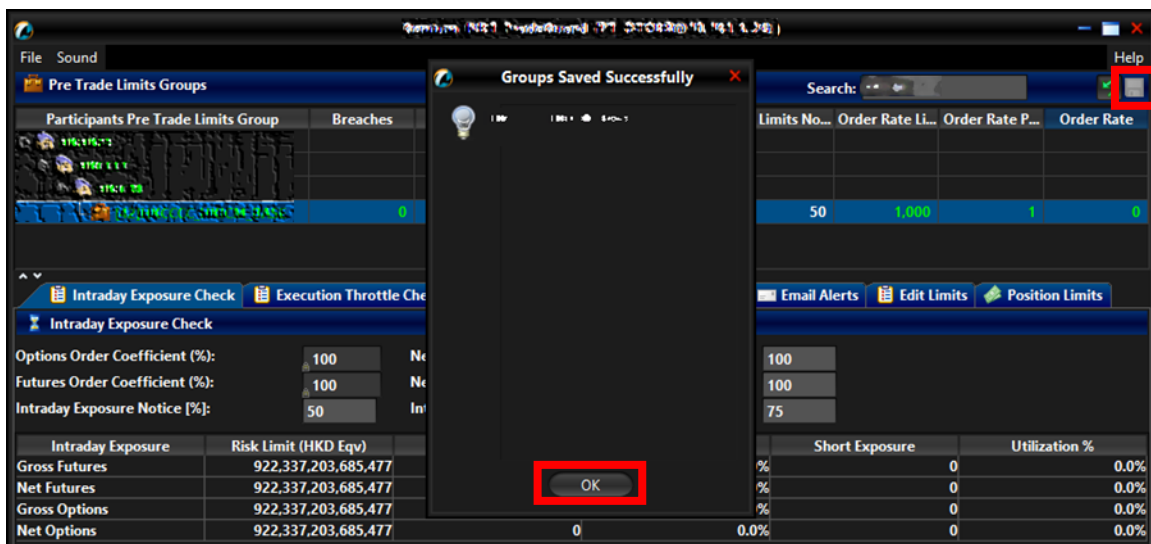 File Sound Help
Pre Trade Limits Groups Search:
Groups Saved Successfully
Participants Pre Trade Limits Group Breaches Limits No... Order Rate Li... Order Rate P... Order Rate
0 50 1,000 1 0
Intraday Exposure Check Execution Throttle Che Email Alerts Edit Limits Position Limits
Intraday Exposure Check
Options Order Coefficient (%): 100 Ne 100
Futures Order Coefficient (%): 100 Ne 100
Intraday Exposure Notice [%]: 50 In 75
Intraday Exposure Risk Limit (HKD Eqv) Short Exposure Utilization %
Gross Futures 922,337,203,685,477 % 0 0.0%
Net Futures 922,337,203,685,477 % 0 0.0%
OK
Gross Options 922,337,203,685,477 % 0 0.0%
Net Options 922,337,203,685,477 0 0.0% 0 0.0%